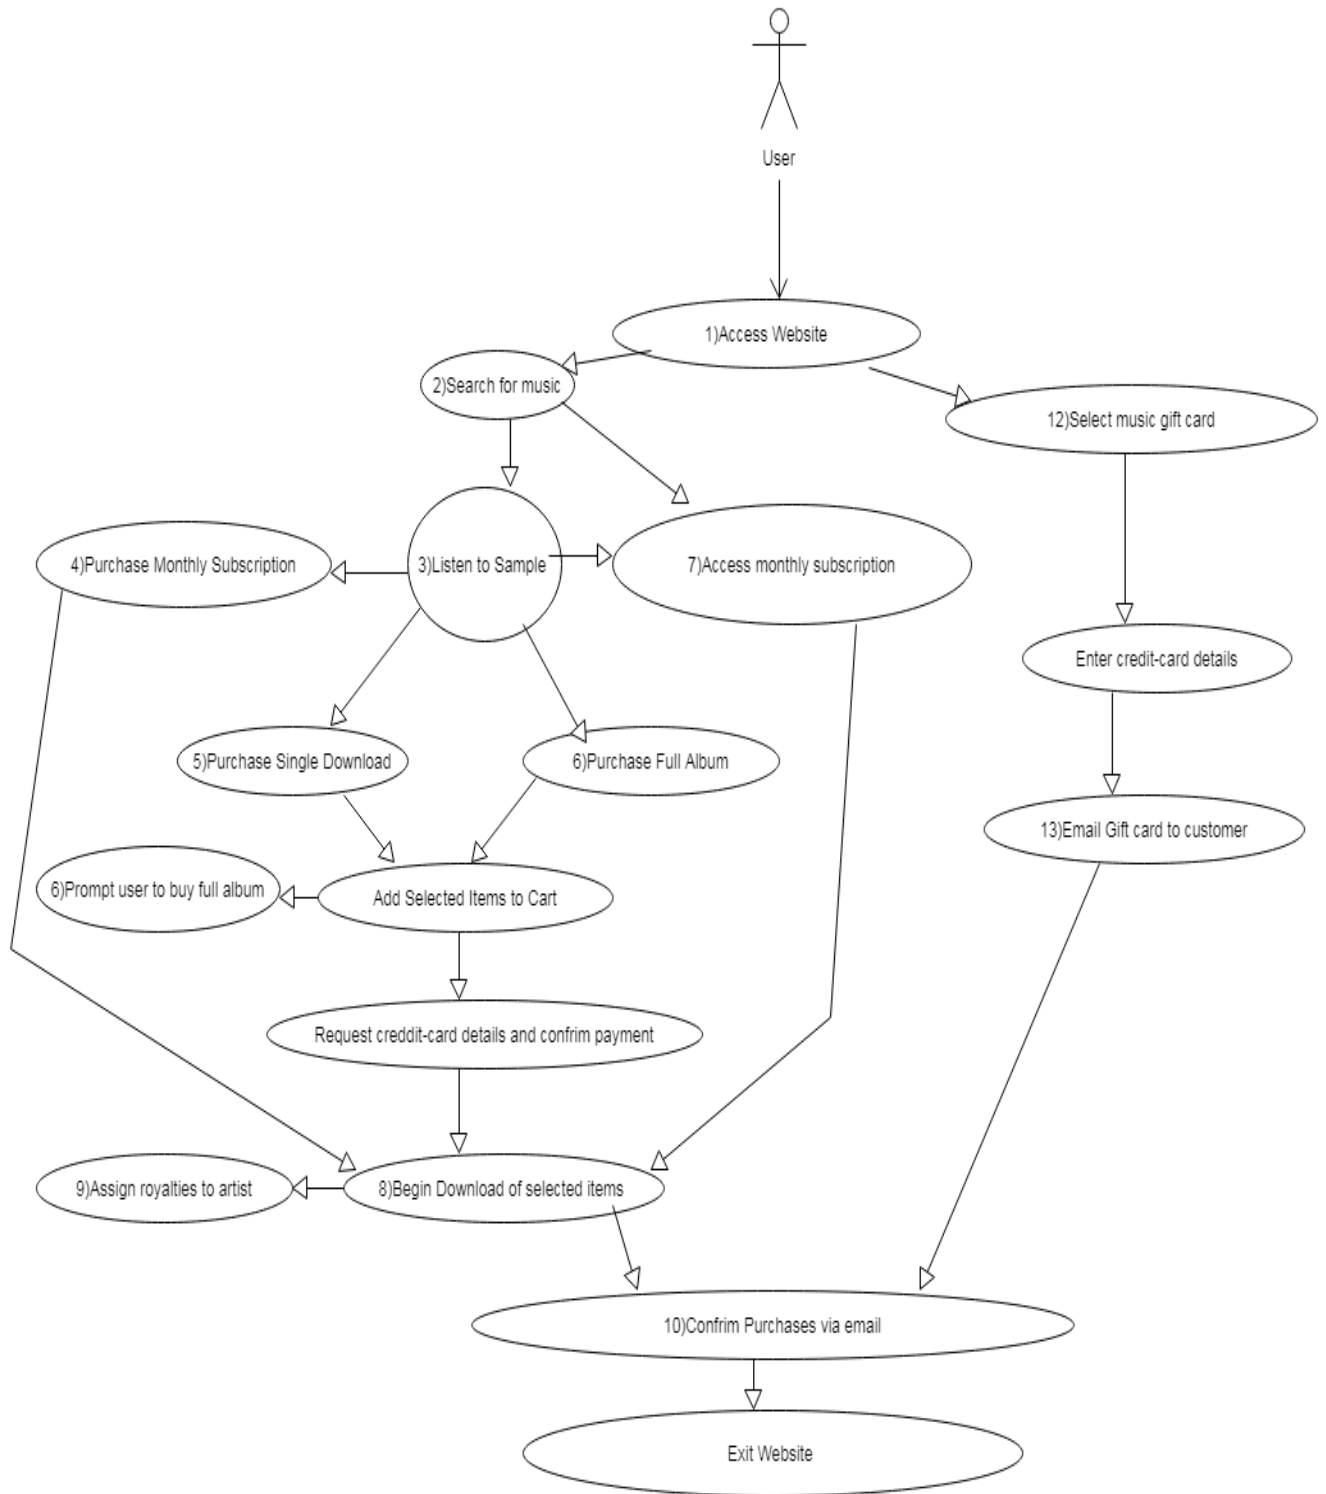 User
1)Access Website
2)Search for music
12)Select music gift card
4)Purchase Monthly Subscription
3)Listen to Sample
7)Access monthly subscription
Enter credit-card details
5)Purchase Single Download
6)Purchase Full Album
13)Email Gift card to customer
6)Prompt user to buy full album
Add Selected Items to Cart
Request creddit-card details and confrim payment
9)Assign royalties to artist
8)Begin Download of selected items
10)Confrim Purchases via email
Exit Website